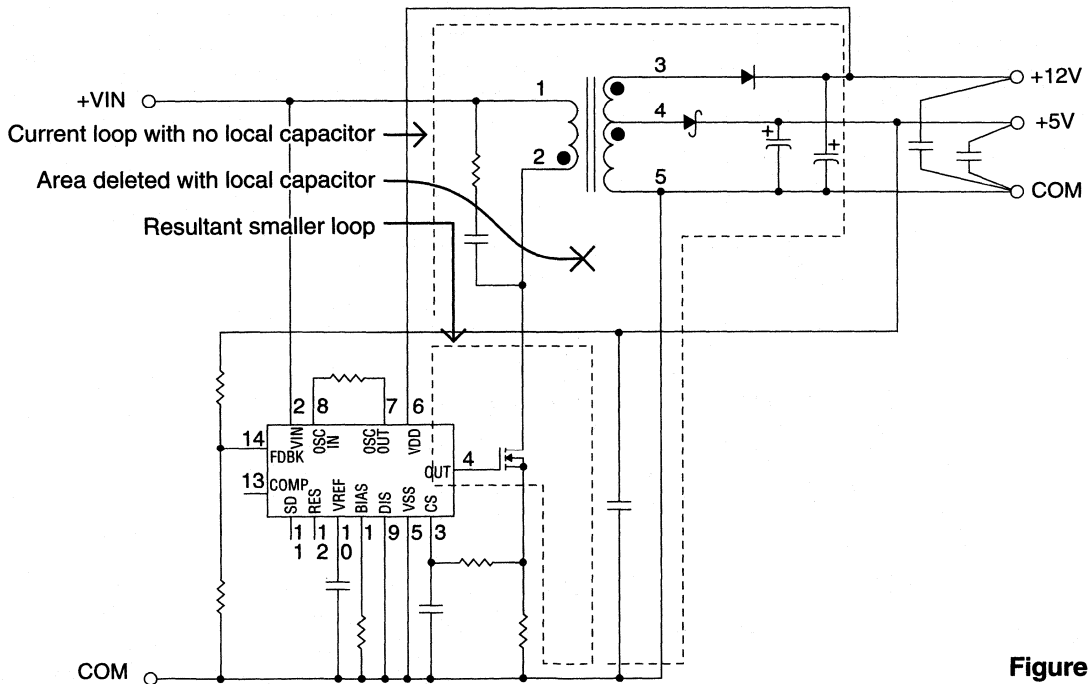 3
+12V
1
+VIN
4
+5V
Current loop with no local capacitor
+
+
2
Area deleted with local capacitor
5
COM
Resultant smaller loop
2 8 7 6
14
VIN
OSC
IN
OSC
OUT
VDD
FDBK
4
OUT
13
COMP
SD
RES
VREF
BIAS
DIS
VSS
CS
1 1 1 1 9 5 3
1 2 0
COM
Figure